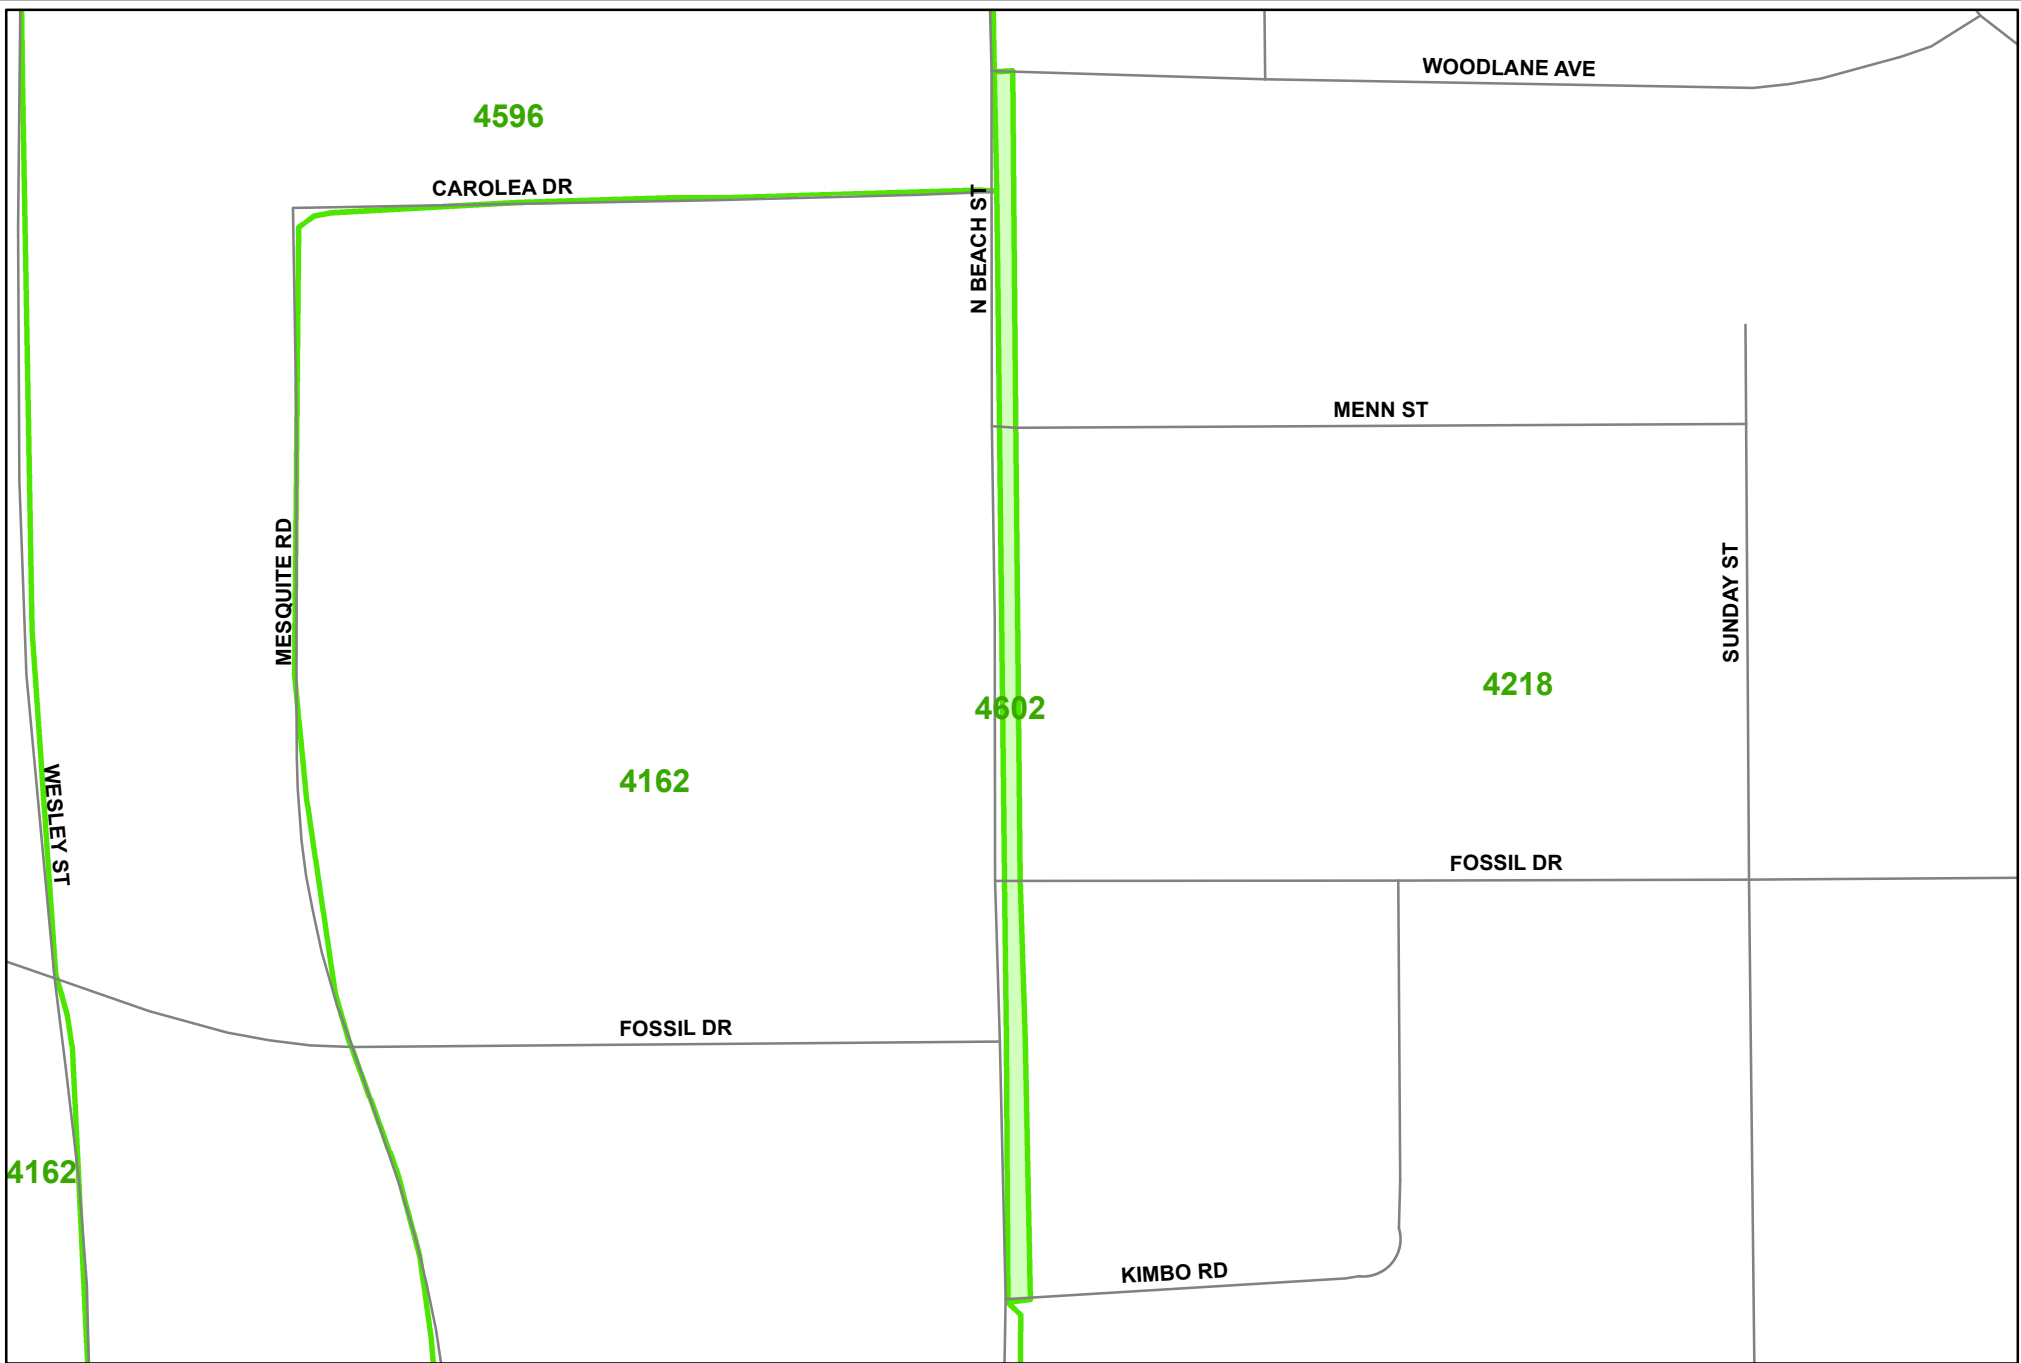 WOODLANE AVE
4596
CAROLEA DR
N BEACH ST
MENN ST
MESQUITE RD
SUNDAY ST
4218
4602
4162
WESLEY ST
FOSSIL DR
FOSSIL DR
4162
KIMBO RD